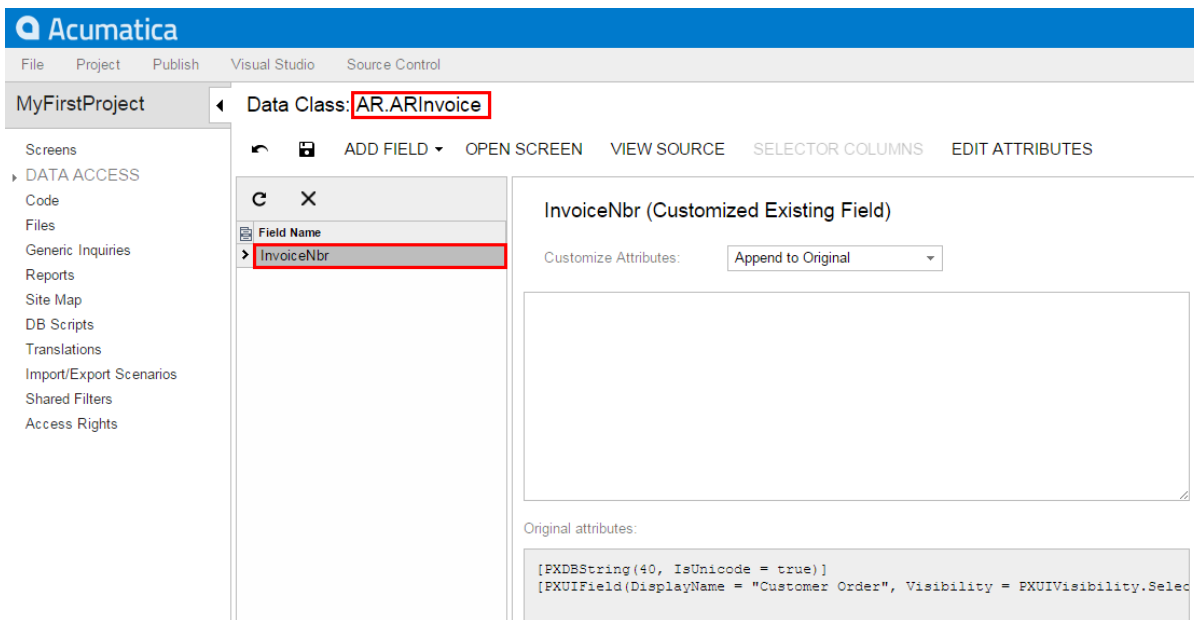 Acumatica
File Project Publish Visual Studio Source Control
MyFirstProject
Data Class: AR.ARInvoice
ADD FIELD OPEN SCREEN VIEW SOURCE SELECTOR COLUMNS EDIT ATTRIBUTES
Screens
DATA ACCESS
Code
Files
Generic Inquiries
Reports
Site Map
DB Scripts
Translations
Import/Export Scenarios
Shared Filters
Access Rights
Field Name
InvoiceNbr
InvoiceNbr (Customized Existing Field)
Customize Attributes: Append to Original
Original attributes:
[PXDBString(40, IsUnicode = true)]
[PXUIField(DisplayName = "Customer Order", Visibility = PXUIVisibility.Selec